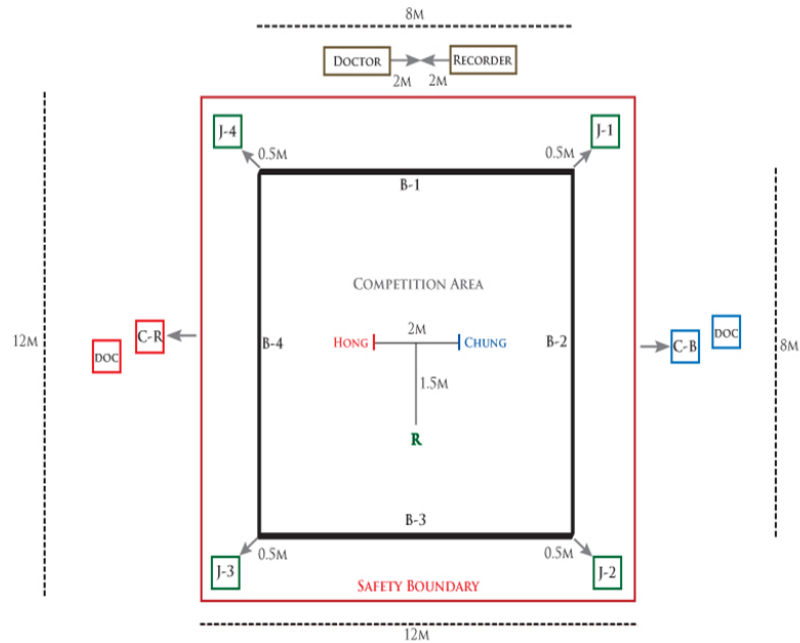 8M
DOCTOR
RECORDER
2M 2M
J-4
J-1
0.5M
0.5M
B-1
COMPETITION AREA
12M
C-R
DOC
B-4
HONG
2M
CHUNG
B-2
C-B
DOC
8M
1.5M
R
B-3
0.5M
0.5M
J-3
J-2
SAFETY BOUNDARY
12M